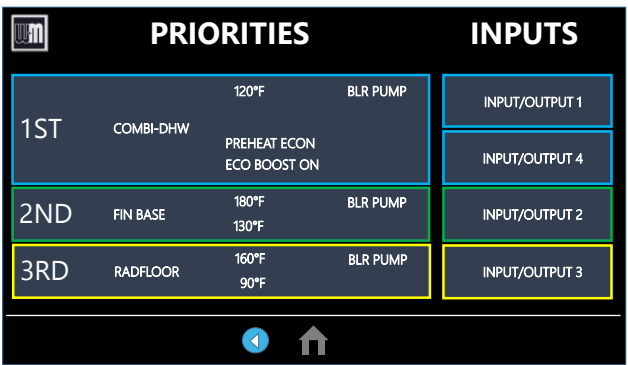 WM
PRIORITIES
INPUTS
1ST
COMBI-DHW
120°F
BLR PUMP
PREHEAT ECON
ECO BOOST ON
INPUT/OUTPUT 1
INPUT/OUTPUT 4
2ND
FIN BASE
180°F
BLR PUMP
130°F
INPUT/OUTPUT 2
3RD
RADFLOOR
160°F
BLR PUMP
90°F
INPUT/OUTPUT 3